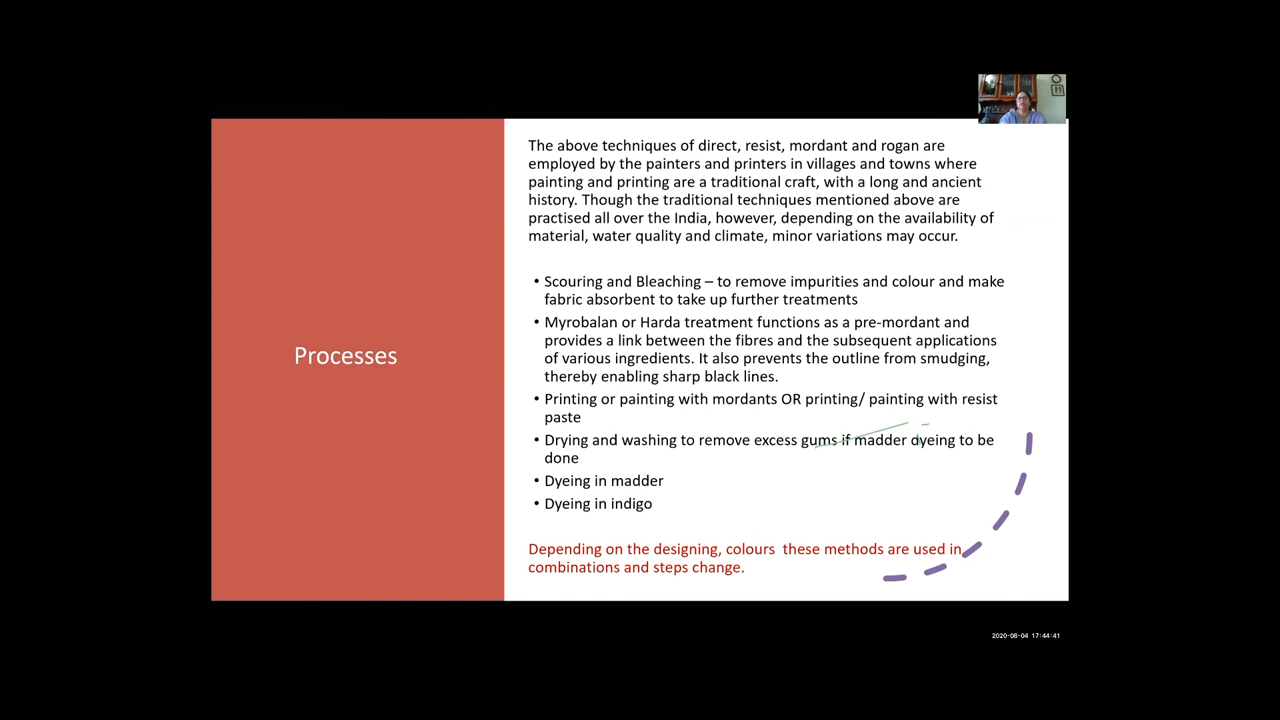 The above techniques of direct, resist, mordant and rogan are
employed by the painters and printers in villages and towns where
painting and printing are a traditional craft, with a long and ancient
history. Though the traditional techniques mentioned above are
practised all over the India, however, depending on the availability of
material, water quality and climate, minor variations may occur.
• Scouring and Bleaching – to remove impurities and colour and make
fabric absorbent to take up further treatments
• Myrobalan or Harda treatment functions as a pre-mordant and
provides a link between the fibres and the subsequent applications
of various ingredients. It also prevents the outline from smudging,
thereby enabling sharp black lines.
Processes
• Printing or painting with mordants OR printing/ painting with resist
paste
• Drying and washing to remove excess gums if madder dyeing to be
done
• Dyeing in madder
• Dyeing in indigo
Depending on the designing, colours  these methods are used in
combinations and steps change.
2020-08-04 17:44:41